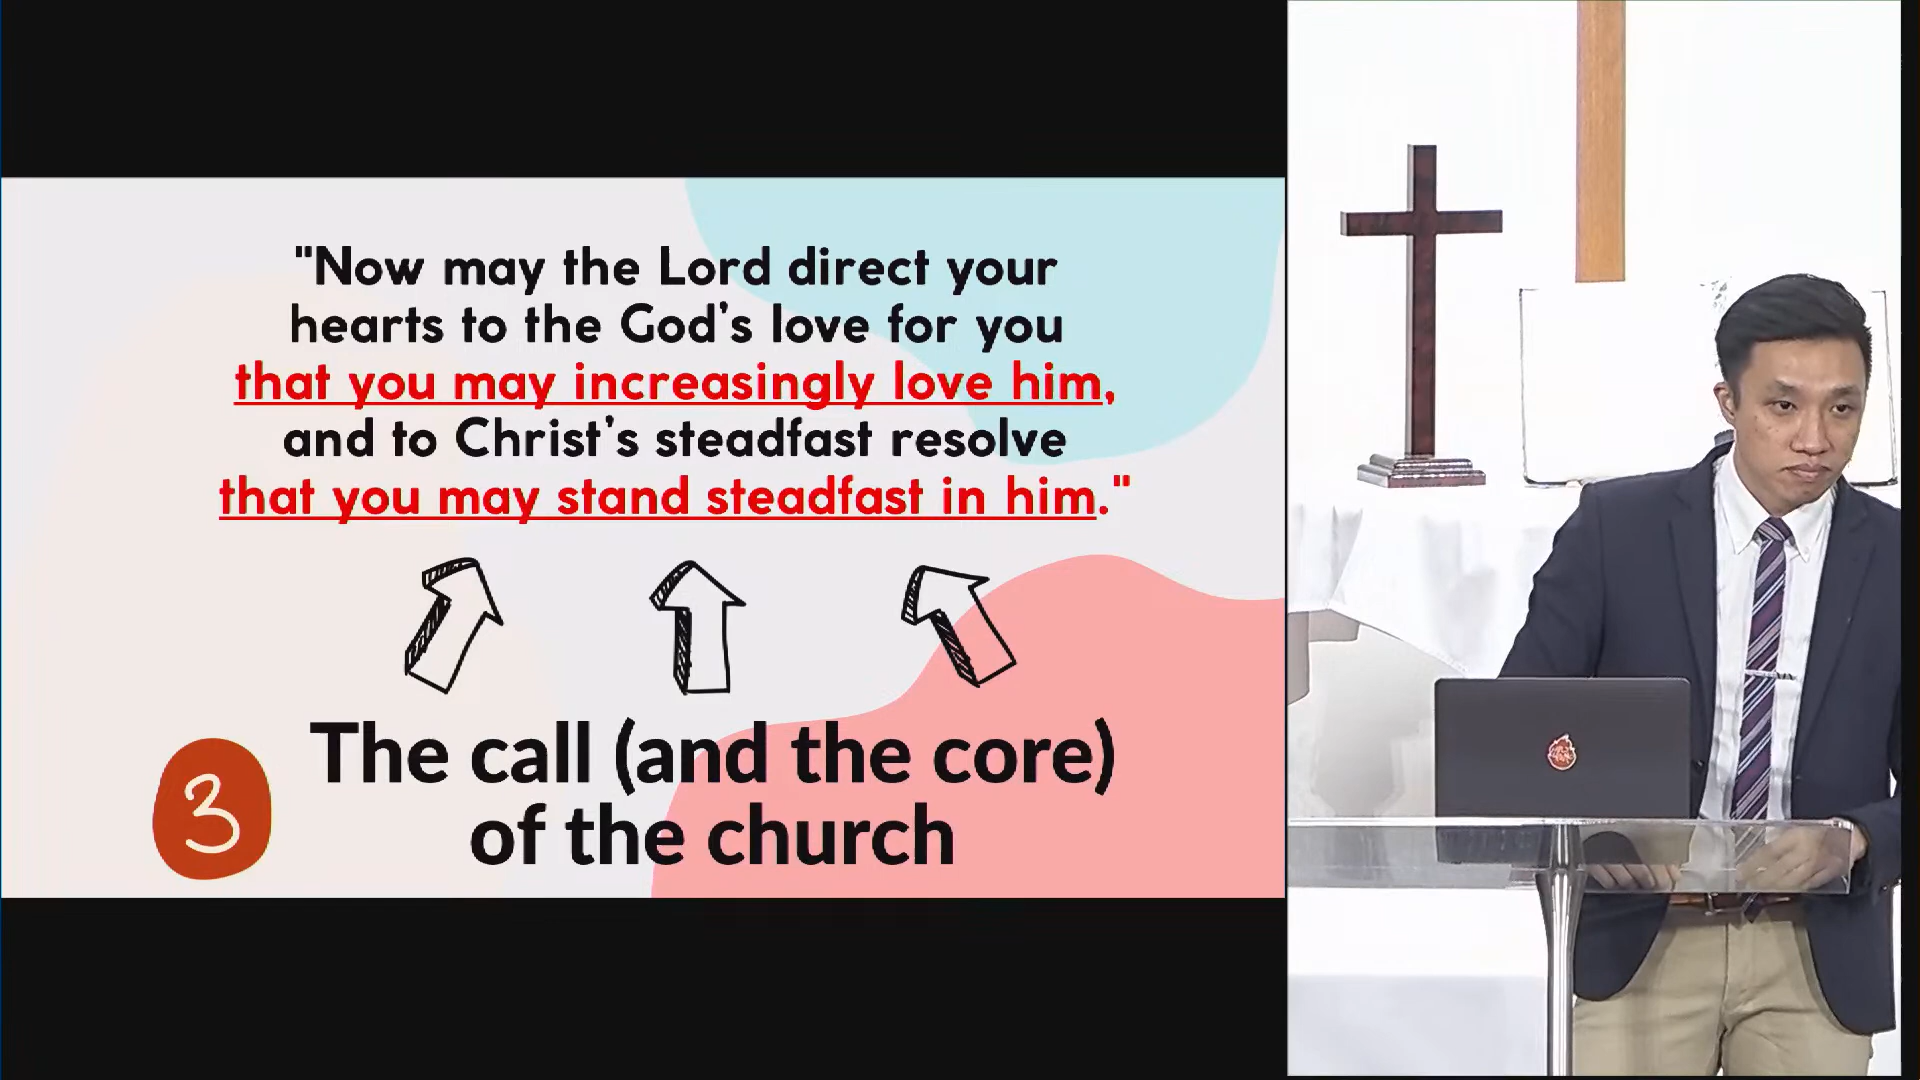 "Now may the Lord direct your
hearts to the God's love for you
that you may increasingly love him,
and to Christ's steadfast resolve
that you may stand steadfast in him."
3
The call (and the core)
of the church